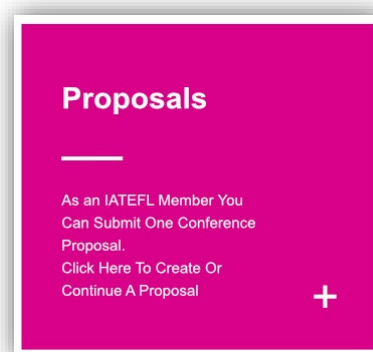 Proposals
As an IATEFL Member You
Can Submit One Conference
Proposal.
Click Here To Create Or
Continue A Proposal
+